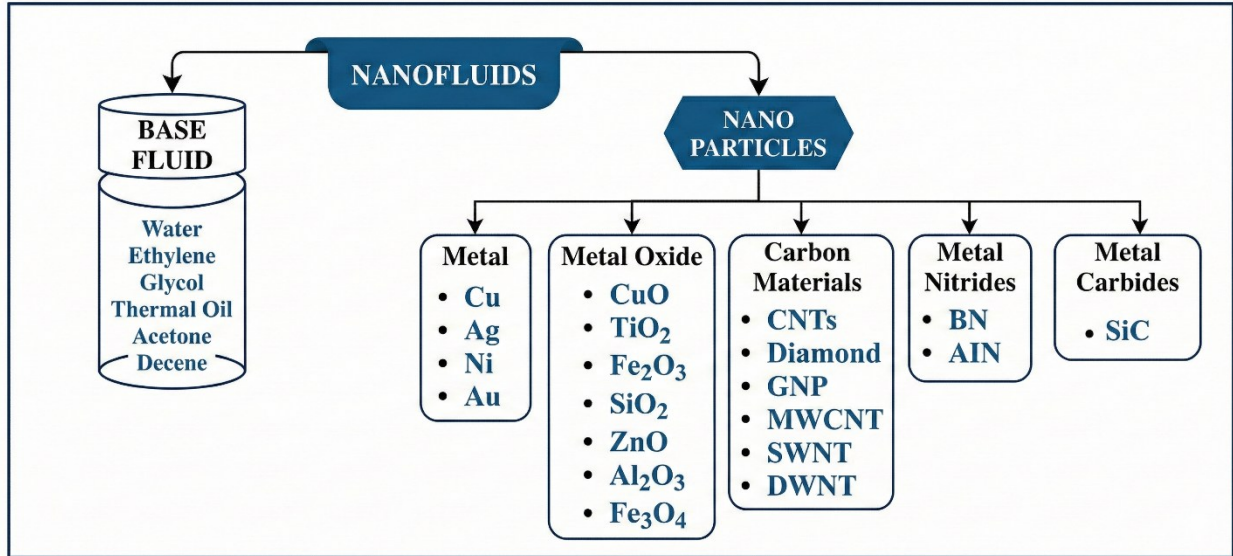 NANOFLUIDS
BASE
FLUID
Water
Ethylene
Glycol
Thermal Oil
Acetone
Decene
NANO
PARTICLES
Metal
• Cu
• Ag
• Ni
• Au
Metal Oxide
• CuO
• TiO₂
• Fe₂O₃
• SiO₂
• ZnO
• Al₂O₃
• Fe₃O₄
Carbon
Materials
• CNTs
• Diamond
• GNP
• MWCNT
• SWNT
• DWNT
Metal
Nitrides
• BN
• AIN
Metal
Carbides
• SiC